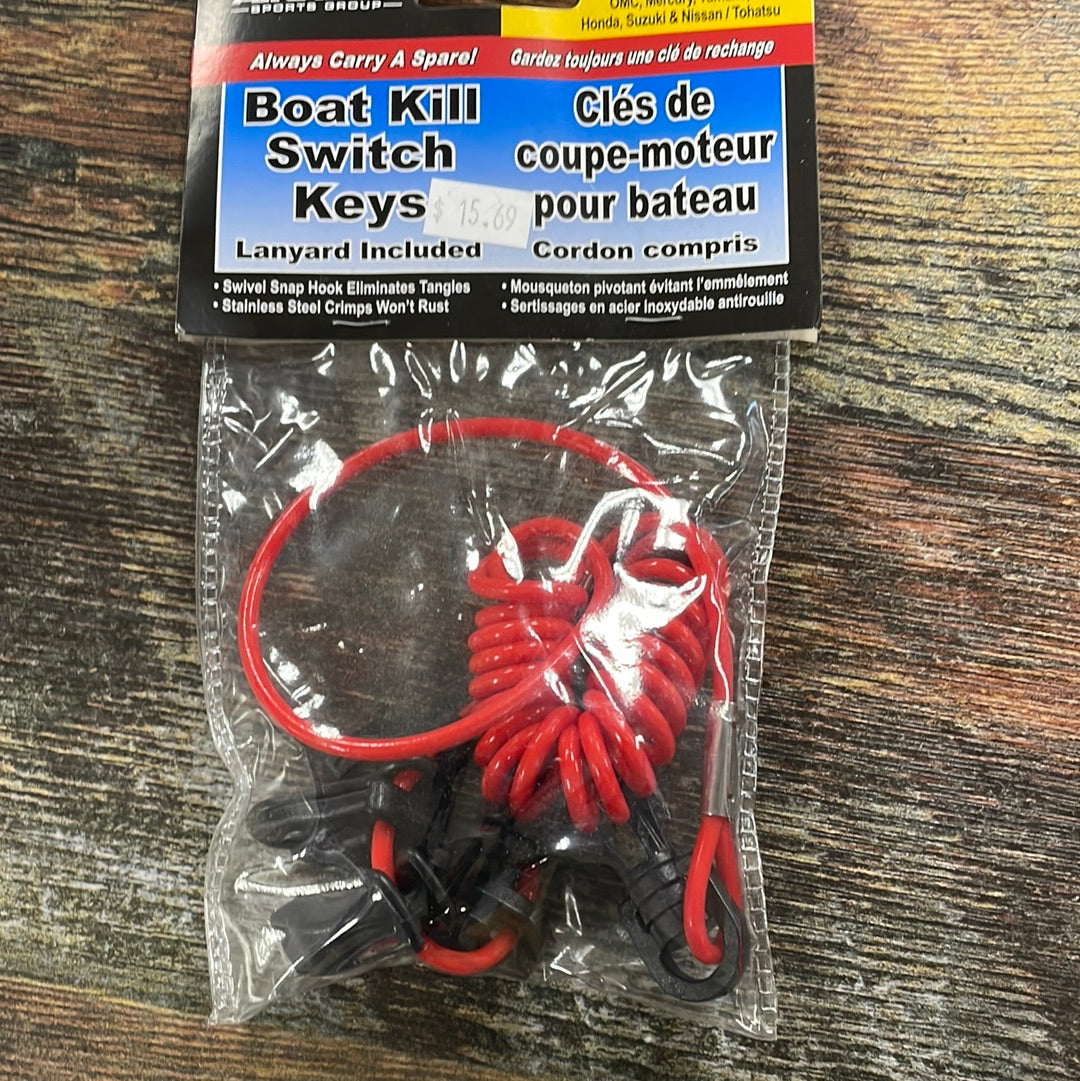 SPORTS GROUP
OMC, Mercury,
Honda, Suzuki & Nissan / Tohatsu
Always Carry A Spare!
Gardez toujours une clé de rechange
Boat Kill
Switch
Keys
Lanyard Included
• Swivel Snap Hook Eliminates Tangles
• Stainless Steel Crimps Won't Rust
Clés de
coupe-moteur
pour bateau
Cordon compris
• Mousqueton pivotant évitant l'emmêlement
• Sertissages en acier inoxydable antirouille
$ 15.69